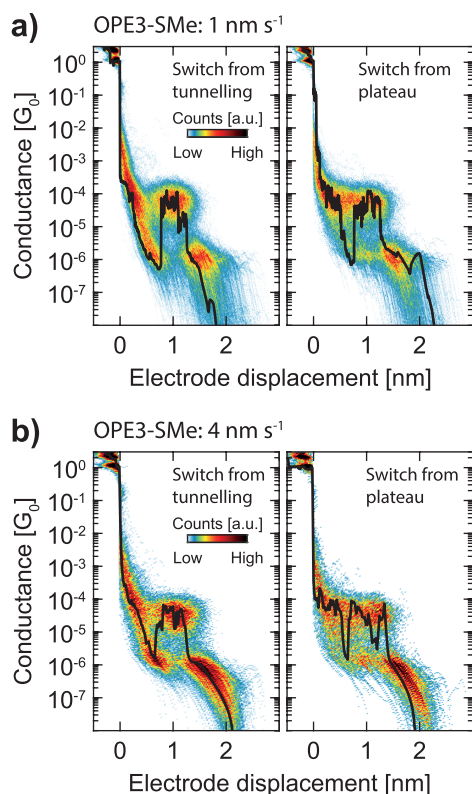 a) OPE3-SMe: 1 nm s⁻¹
Switch from
tunnelling
Counts [a.u.]
Low High
Switch from
plateau
Conductance [G₀]
10⁰
10⁻¹
10⁻²
10⁻³
10⁻⁴
10⁻⁵
10⁻⁶
10⁻⁷
0 1 2 0 1 2
Electrode displacement [nm]
b) OPE3-SMe: 4 nm s⁻¹
Switch from
tunnelling
Counts [a.u.]
Low High
Switch from
plateau
Conductance [G₀]
10⁰
10⁻¹
10⁻²
10⁻³
10⁻⁴
10⁻⁵
10⁻⁶
10⁻⁷
0 1 2 0 1 2
Electrode displacement [nm]